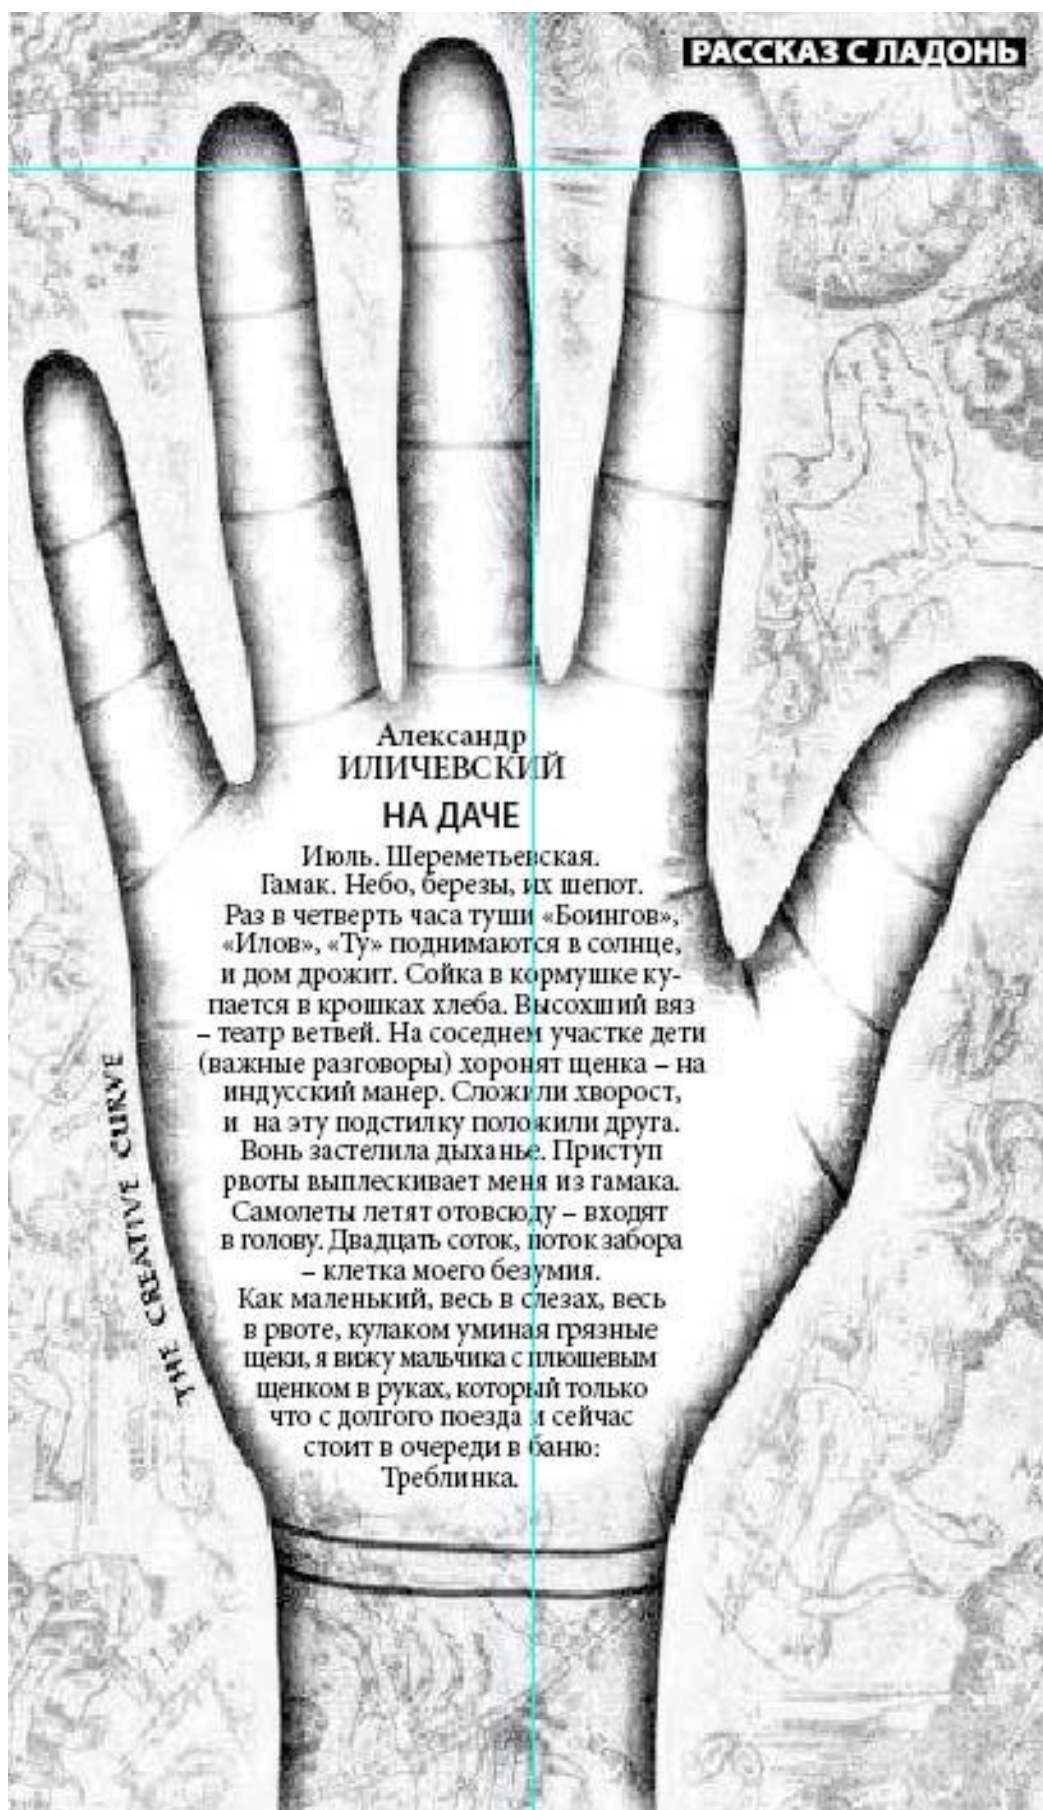 РАССКАЗ С ЛАДОНЬ
Александр
ИЛИЧЕВСКИЙ
НА ДАЧЕ
Июль. Шереметьевская.
Гамак. Небо, березы, их шепот.
Раз в четверть часа туши «Боингов»,
«Илов», «Ту» поднимаются в солнце,
и дом дрожит. Сойка в кормушке ку-
пается в крошках хлеба. Высохший вяз
– театр ветвей. На соседнем участке дети
(важные разговоры) хоронят щенка – на
индусский манер. Сложили хворост,
и на эту подстилку положили друга.
Вонь застелила дыханье. Приступ
рвоты выплескивает меня из гамака.
Самолеты летят отовсюду – входят
в голову. Двадцать соток, поток забора
– клетка моего безумия.
Как маленький, весь в слезах, весь
в рвоте, кулаком уминая грязные
щеки, я вижу мальчика с плюшевым
щенком в руках, который только
что с долгого поезда и сейчас
стоит в очереди в баню:
Треблинка.
THE CREATIVE CURVE